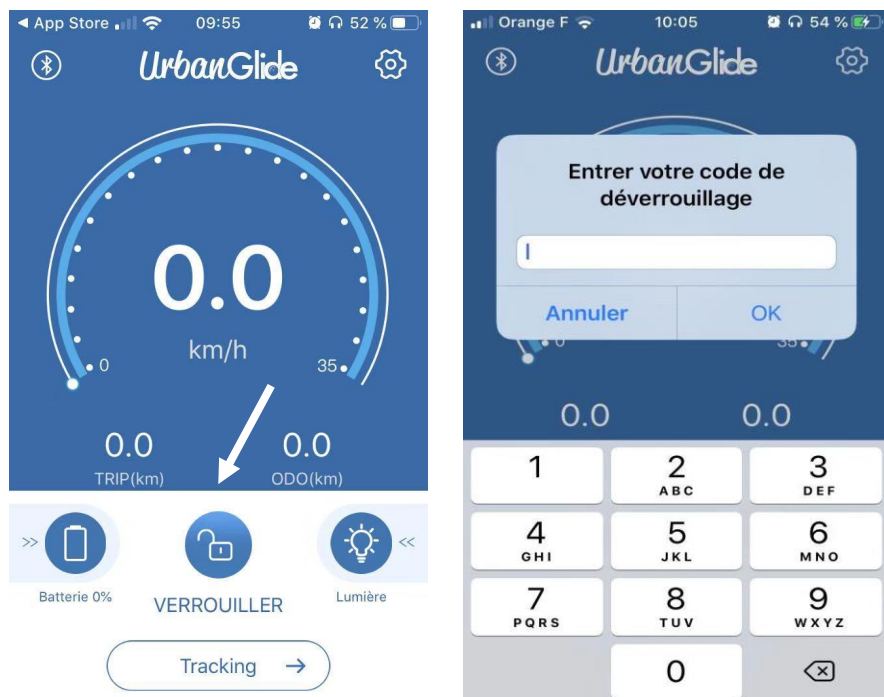 App Store 09:55 52 %
UrbanGlide
0.0
km/h
0 35
0.0 0.0
TRIP(km) ODO(km)
>> <<
Batterie 0% VERROUILLER Lumière
Tracking →
Orange F 10:05 54 %
UrbanGlide
Entrer votre code de
déverrouillage
Annuler OK
0 35
0.0 0.0
1 2 3
ABC DEF
4 5 6
GHI JKL MNO
7 8 9
PQRS TUV WXYZ
0